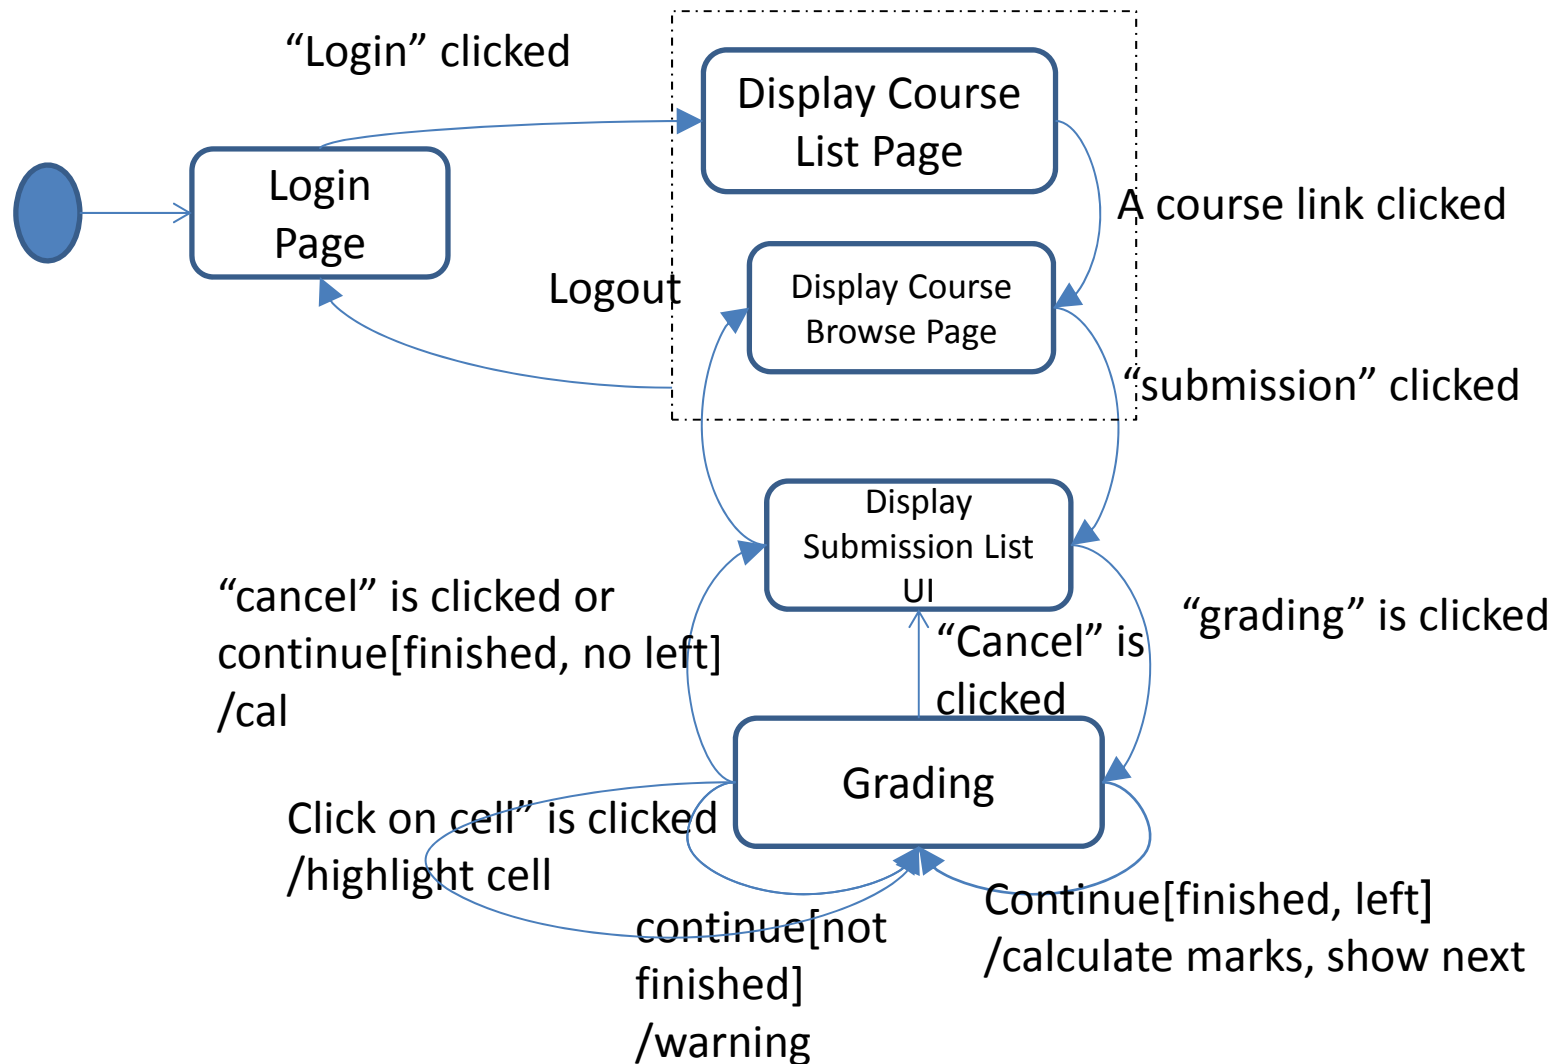 “Login” clicked
Display Course
List Page
Login
Page
A course link clicked
Logout
Display Course
Browse Page
“submission” clicked
Display
Submission List
UI
“cancel” is clicked or
continue[finished, no left]
/cal
“grading” is clicked
“Cancel” is
clicked
Grading
Click on cell” is clicked
/highlight cell
continue[not
finished]
/warning
Continue[finished, left]
/calculate marks, show next